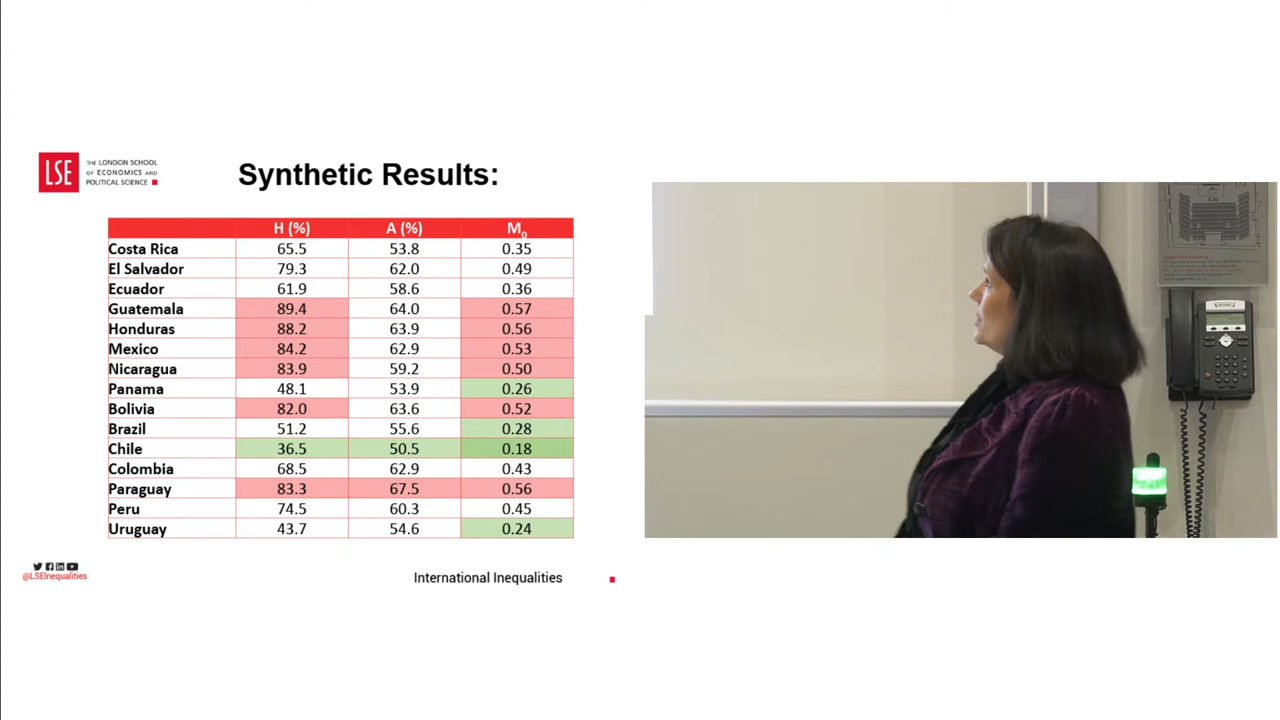 LSE
THE LONDON SCHOOL
OF ECONOMICS AND
POLITICAL SCIENCE
Synthetic Results:
H (%) A (%) M0
Costa Rica 65.5 53.8 0.35
El Salvador 79.3 62.0 0.49
Ecuador 61.9 58.6 0.36
Guatemala 89.4 64.0 0.57
Honduras 88.2 63.9 0.56
Mexico 84.2 62.9 0.53
Nicaragua 83.9 59.2 0.50
Panama 48.1 53.9 0.26
Bolivia 82.0 63.6 0.52
Brazil 51.2 55.6 0.28
Chile 36.5 50.5 0.18
Colombia 68.5 62.9 0.43
Paraguay 83.3 67.5 0.56
Peru 74.5 60.3 0.45
Uruguay 43.7 54.6 0.24
@LSEInequalities
International Inequalities